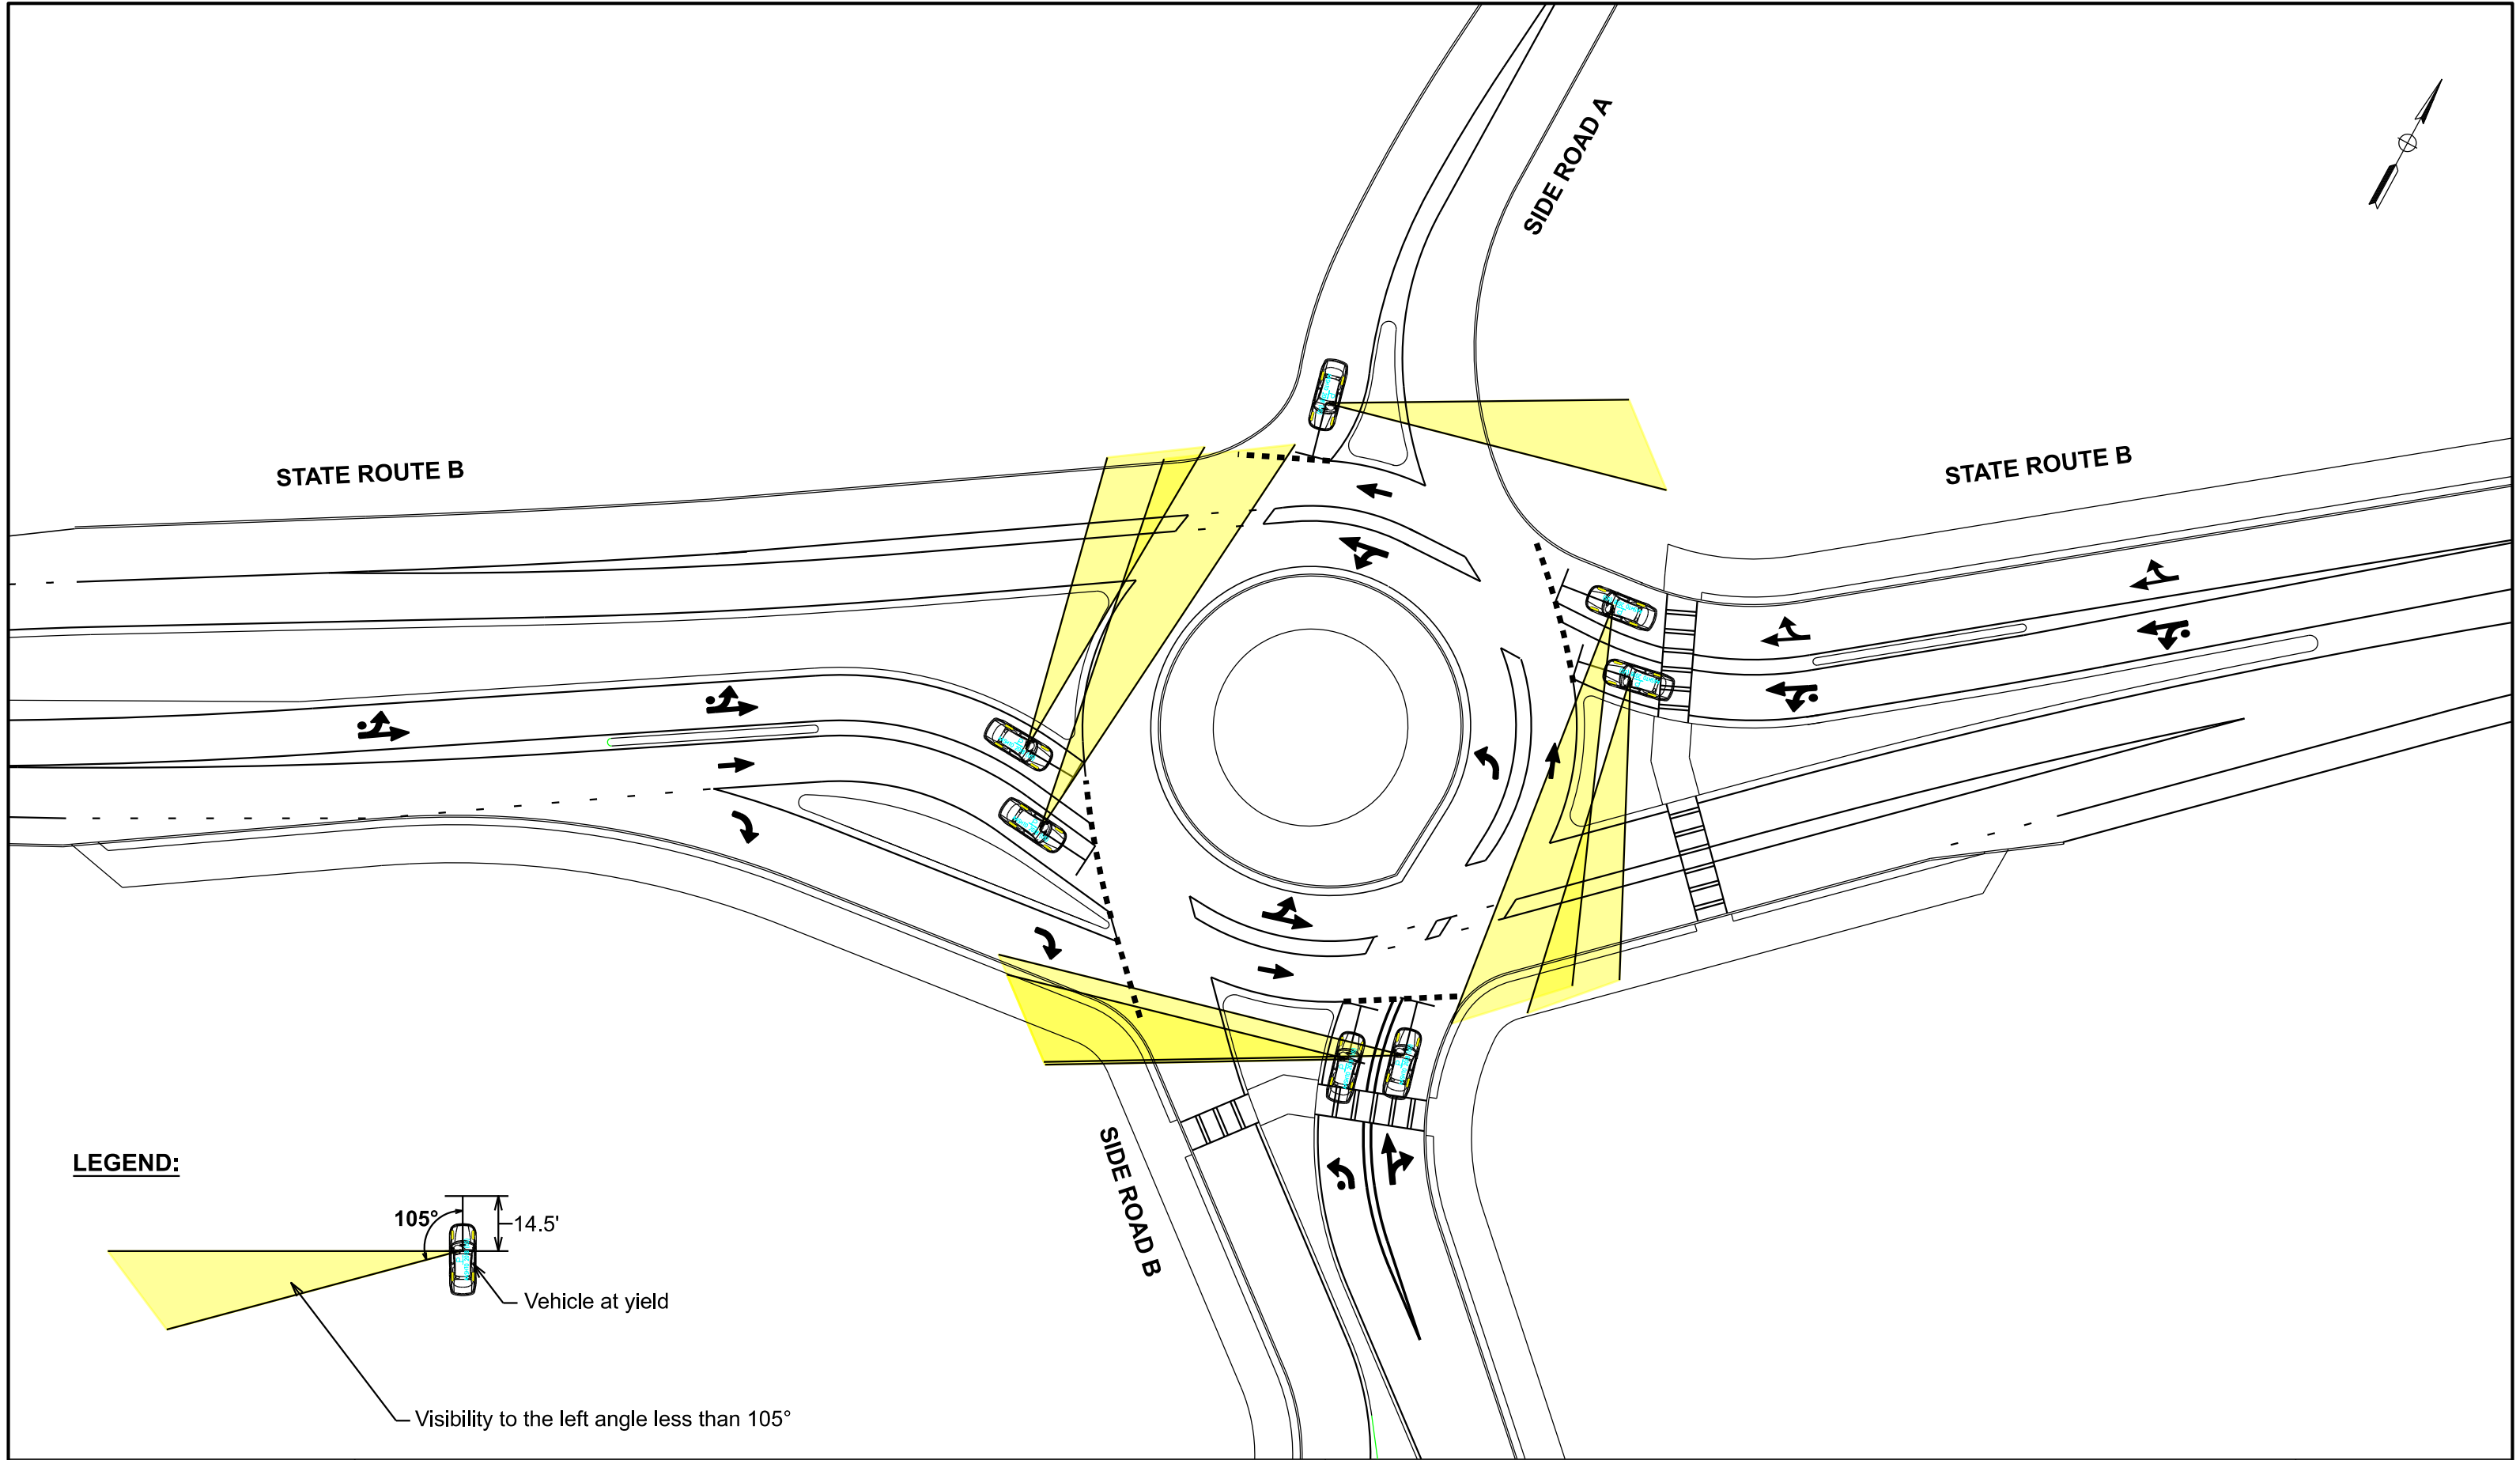 SIDE ROAD A
STATE ROUTE B
STATE ROUTE B
SIDE ROAD B
LEGEND:
105°
14.5'
Vehicle at yield
Visibility to the left angle less than 105°